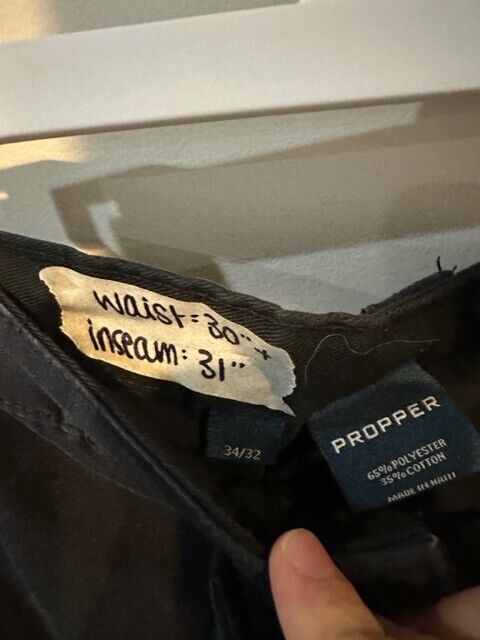 waist = 30" +
inseam: 31"
34/32
PROPPER
65% POLYESTER
35% COTTON
MADE IN HAITI